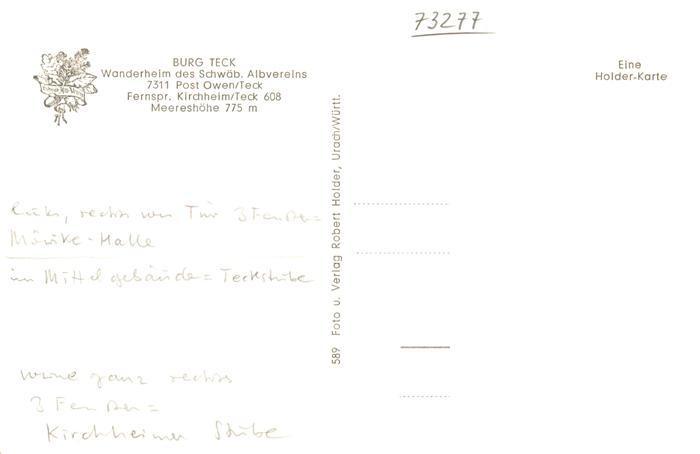 73277
BURG TECK
Wanderheim des Schwäb. Albvereins
7311 Post Owen/Teck
Fernspr. Kirchheim/Teck 608
Meereshöhe 775 m
Eine
Holder-Karte
589 Foto u. Verlag Robert Holder, Urach/Württ.
links, rechts von Tür 3 Fenster=
Mörike-Halle
im Mittelgebäude= Teckstube
ganz rechts
3 Fenster=
Kirchheimer Stube